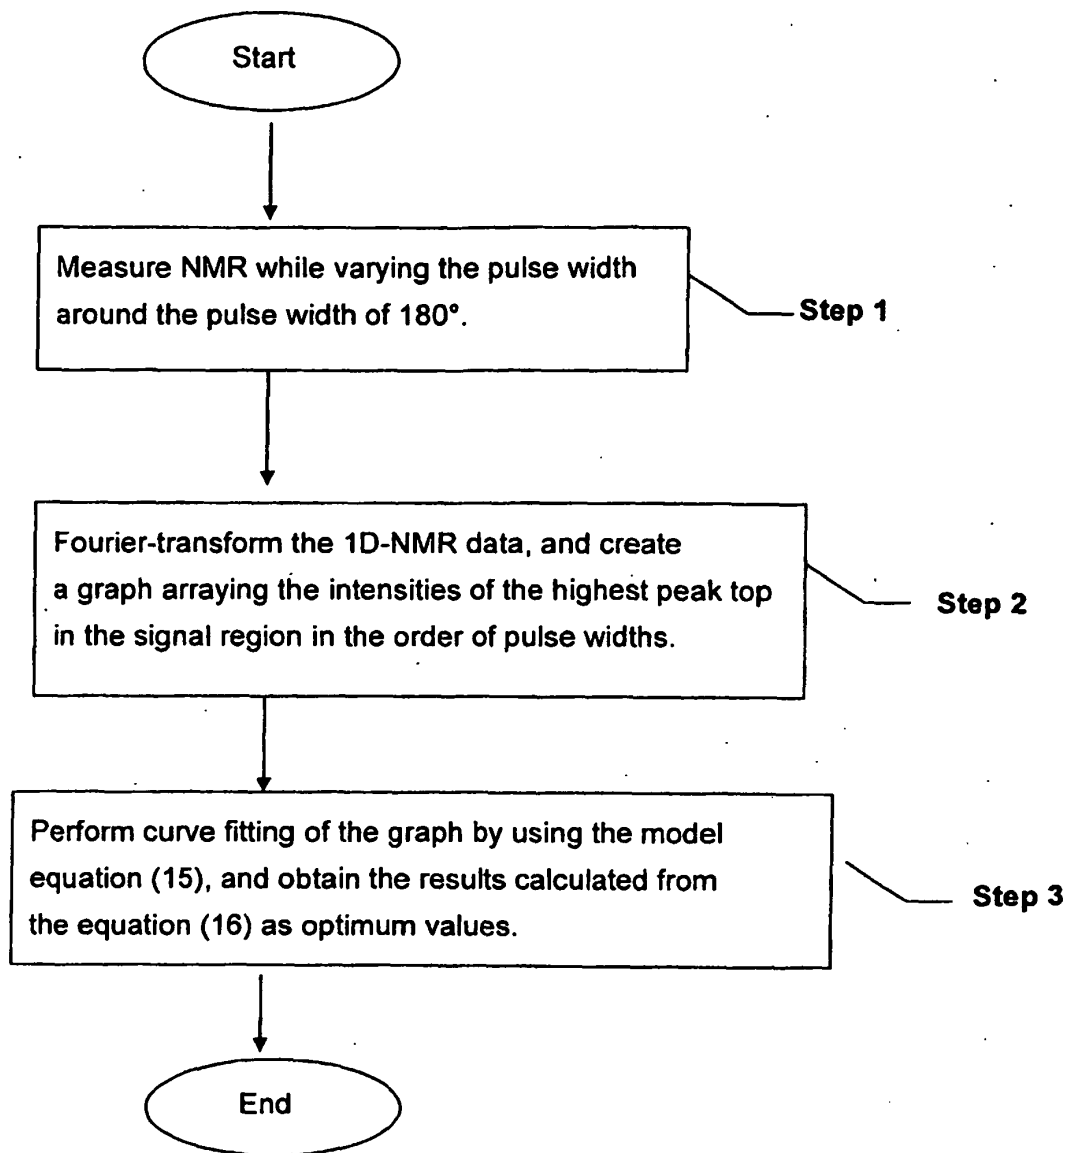 Start
Measure NMR while varying the pulse width
around the pulse width of 180°.
Step 1
Fourier-transform the 1D-NMR data, and create
a graph arraying the intensities of the highest peak top
in the signal region in the order of pulse widths.
Step 2
Perform curve fitting of the graph by using the model
equation (15), and obtain the results calculated from
the equation (16) as optimum values.
Step 3
End